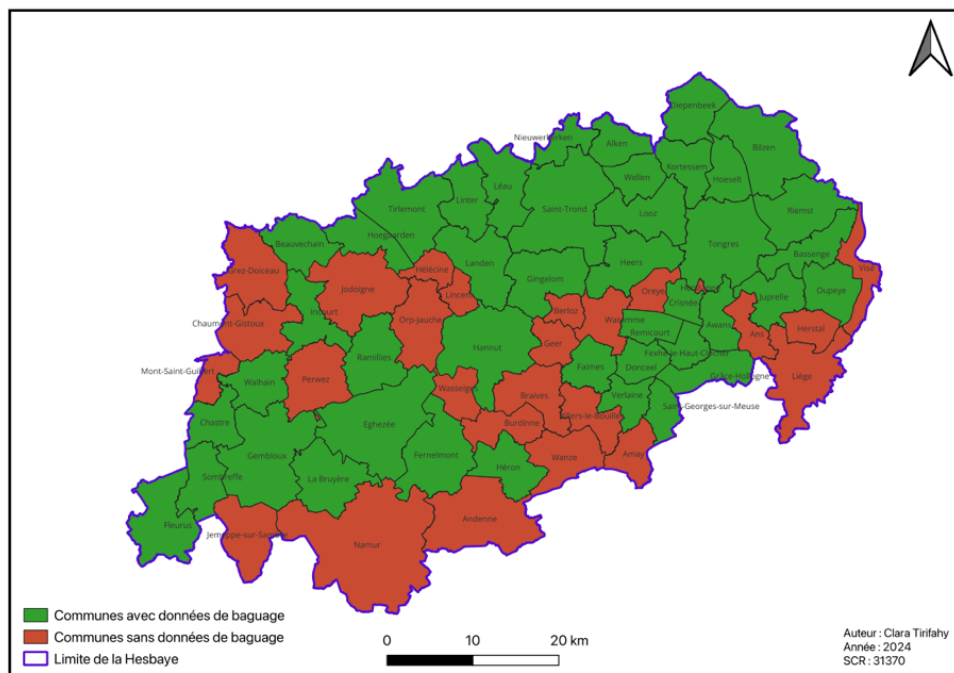 Diepenbeek
Nieuwerkerken
Alken
Bilzen
Kortessem
Wellen
Hoeselt
Léau
Linter
Tirlemont
Saint-Trond
Looz
Riemst
Hoegaarden
Beauvechain
Tongres
Bassenge
Landen
Heers
Hélécine
Gingelom
Visé
Grez-Doiceau
Jodoigne
Lincent
Oreye
Crisnée
Juprelle
Oupeye
Incourt
Berloz
Chaumont-Gistoux
Orp-Jauche
Waremme
Remicourt
Awans
Ans
Herstal
Hannut
Geer
Fexhe-le-Haut-Clocher
Ramillies
Faimes
Donceel
Mont-Saint-Guibert
Walhain
Perwez
Grâce-Hollogne
Liège
Wasseiges
Braives
Verlaine
Saint-Georges-sur-Meuse
Chastre
Eghezée
Burdinne
Villers-le-Bouillet
Gembloux
Fernelmont
Wanze
Amay
Héron
Sombreffe
La Bruyère
Fleurus
Andenne
Jemeppe-sur-Sambre
Namur
Communes avec données de baguage
Communes sans données de baguage
Limite de la Hesbaye
0 10 20 km
Auteur : Clara Tirifahy
Année : 2024
SCR : 31370